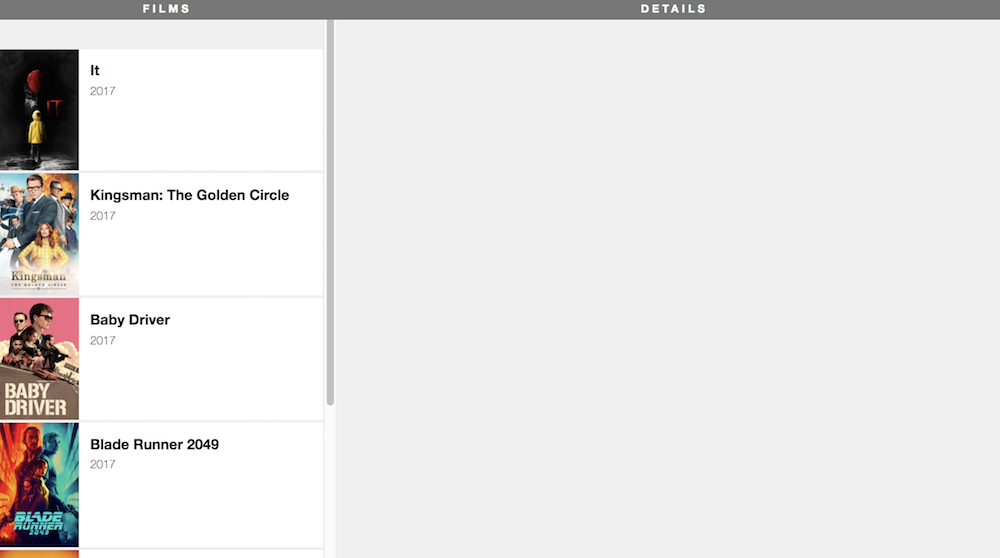 FILMS
DETAILS
It
2017
IT
Kingsman: The Golden Circle
2017
Kingsman
THE GOLDEN CIRCLE
Baby Driver
2017
BABY
DRIVER
Blade Runner 2049
2017
BLADE
RUNNER
2049